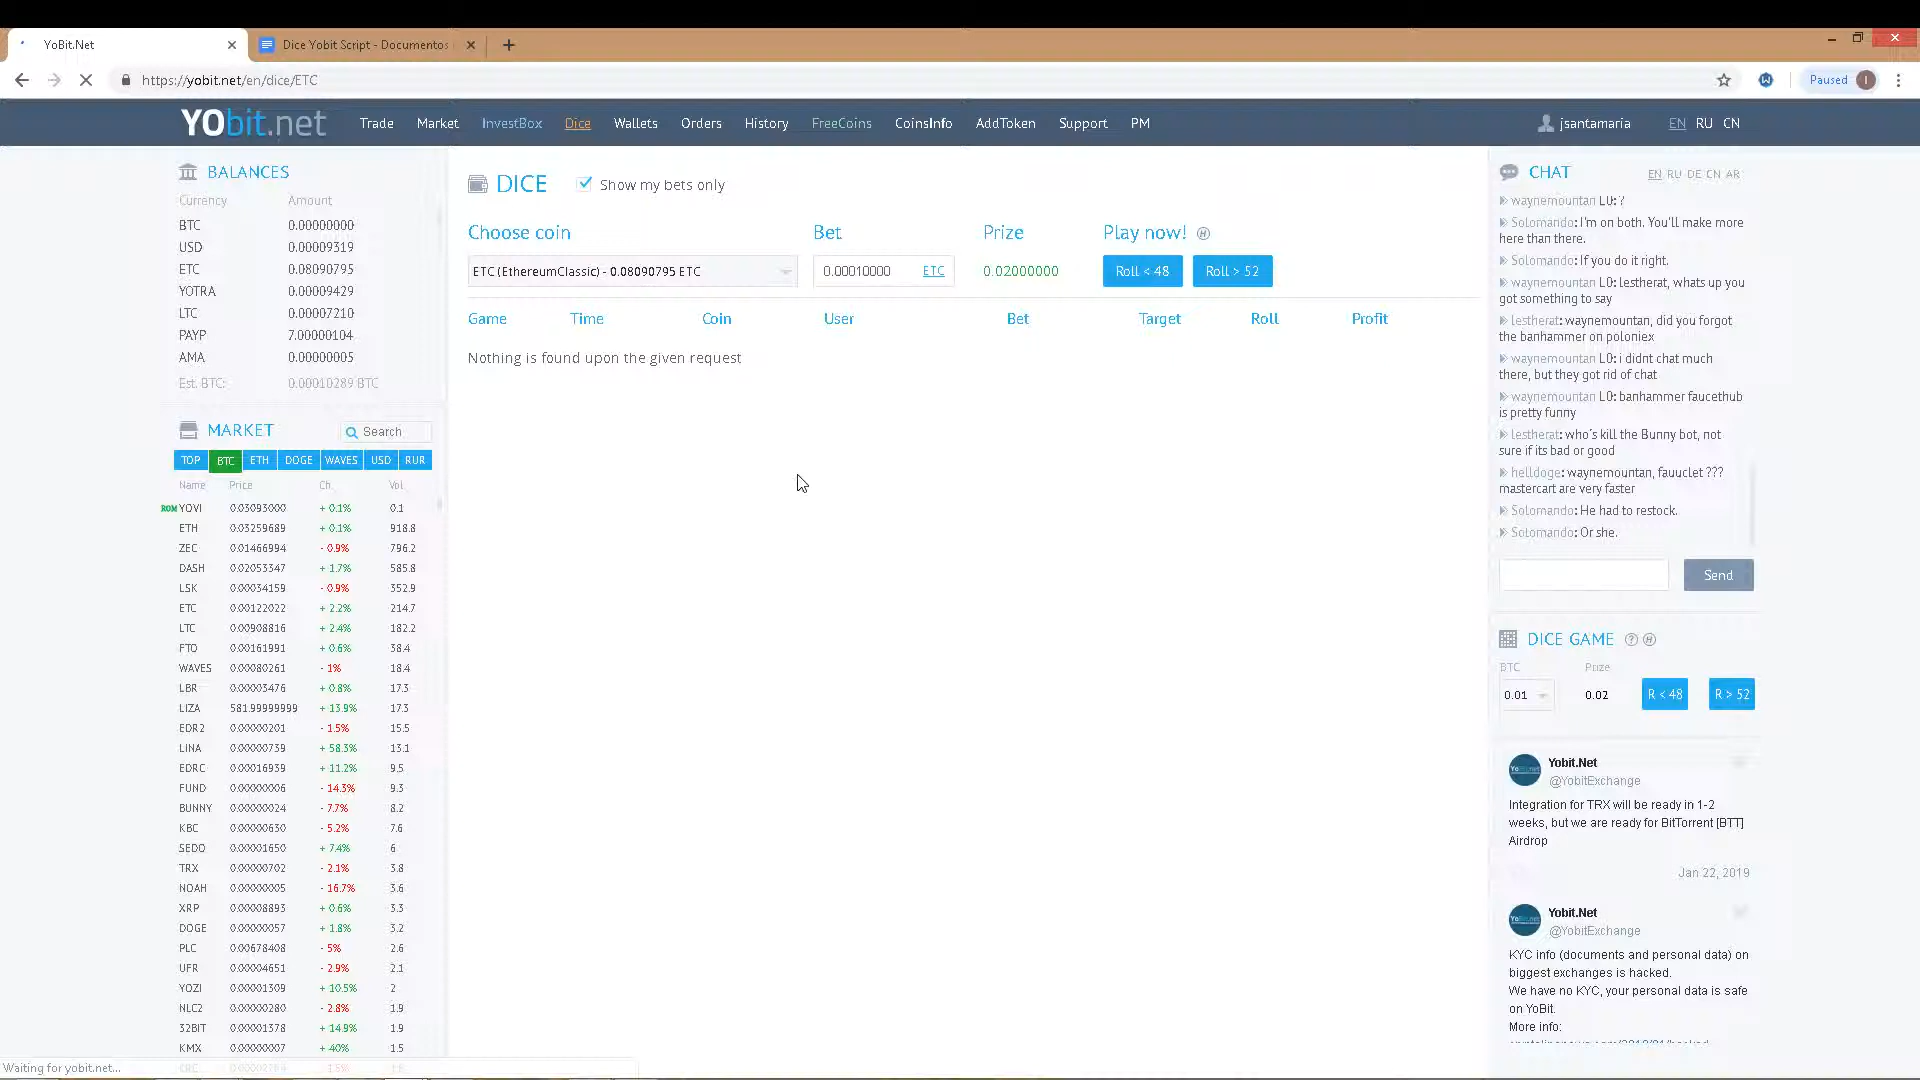 YoBit.Net
Dice Yobit Script - Documentos
https://yobit.net/en/dice/ETC
Paused
I
YObit.net
Trade Market InvestBox Dice Wallets Orders History FreeCoins CoinsInfo AddToken Support PM
jsantamaria
EN RU CN
BALANCES
Currency Amount
BTC 0.00000000
USD 0.00009319
ETC 0.08090795
YOTRA 0.00009429
LTC 0.00007210
PAYP 7.00000104
AMA 0.00000005
Est. BTC: 0.00010289 BTC
MARKET
Search
TOP BTC ETH DOGE WAVES USD RUR
Name Price Ch. Vol.
ROM YOVI 0.03093000 + 0.1% 0.1
ETH 0.03259689 + 0.1% 918.8
ZEC 0.01466994 - 0.9% 796.2
DASH 0.02053347 + 1.7% 585.8
LSK 0.00034159 - 0.9% 352.9
ETC 0.00122022 + 2.2% 214.7
LTC 0.00908816 + 2.4% 182.2
FTO 0.00161991 + 0.6% 38.4
WAVES 0.00080261 - 1% 18.4
LBR 0.00003476 + 0.8% 17.3
LIZA 581.99999999 + 13.9% 17.3
EDR2 0.00000201 - 1.5% 15.5
LINA 0.00000739 + 58.3% 13.1
EDRC 0.00016939 + 11.2% 9.5
FUND 0.00000006 - 14.3% 9.3
BUNNY 0.00000024 - 7.7% 8.2
KBC 0.00000630 - 5.2% 7.6
SEDO 0.00001650 + 7.4% 6
TRX 0.00000702 - 2.1% 3.8
NOAH 0.00000005 - 16.7% 3.6
XRP 0.00008893 + 0.6% 3.3
DOGE 0.00000057 + 1.8% 3.2
PLC 0.00678408 - 5% 2.6
UFR 0.00004651 - 2.9% 2.1
YOZI 0.00001309 + 10.5% 2
NLC2 0.00000280 - 2.8% 1.9
32BIT 0.00001378 + 14.9% 1.9
KMX 0.00000007 + 40% 1.5
Waiting for yobit.net...
DICE
Show my bets only
Choose coin Bet Prize Play now!
ETC (EthereumClassic) - 0.08090795 ETC 0.00010000 ETC 0.02000000 Roll < 48 Roll > 52
Game Time Coin User Bet Target Roll Profit
Nothing is found upon the given request
CHAT
EN RU DE CN AR
waynemountan L0: ?
Solomando: I'm on both. You'll make more
here than there.
Solomando: If you do it right.
waynemountan L0: lestherat, whats up you
got something to say
lestherat: waynemountan, did you forgot
the banhammer on poloniex
waynemountan L0: i didnt chat much
there, but they got rid of chat
waynemountan L0: banhammer faucethub
is pretty funny
lestherat: who's kill the Bunny bot, not
sure if its bad or good
helldoge: waynemountan, fauuclet ???
mastercart are very faster
Solomando: He had to restock.
Solomando: Or she.
Send
DICE GAME
BTC Prize
0.01 0.02 R < 48 R > 52
Yobit.Net
@YobitExchange
Integration for TRX will be ready in 1-2
weeks, but we are ready for BitTorrent [BTT]
Airdrop
Jan 22, 2019
Yobit.Net
@YobitExchange
KYC info (documents and personal data) on
biggest exchanges is hacked.
We have no KYC, your personal data is safe
on YoBit.
More info: